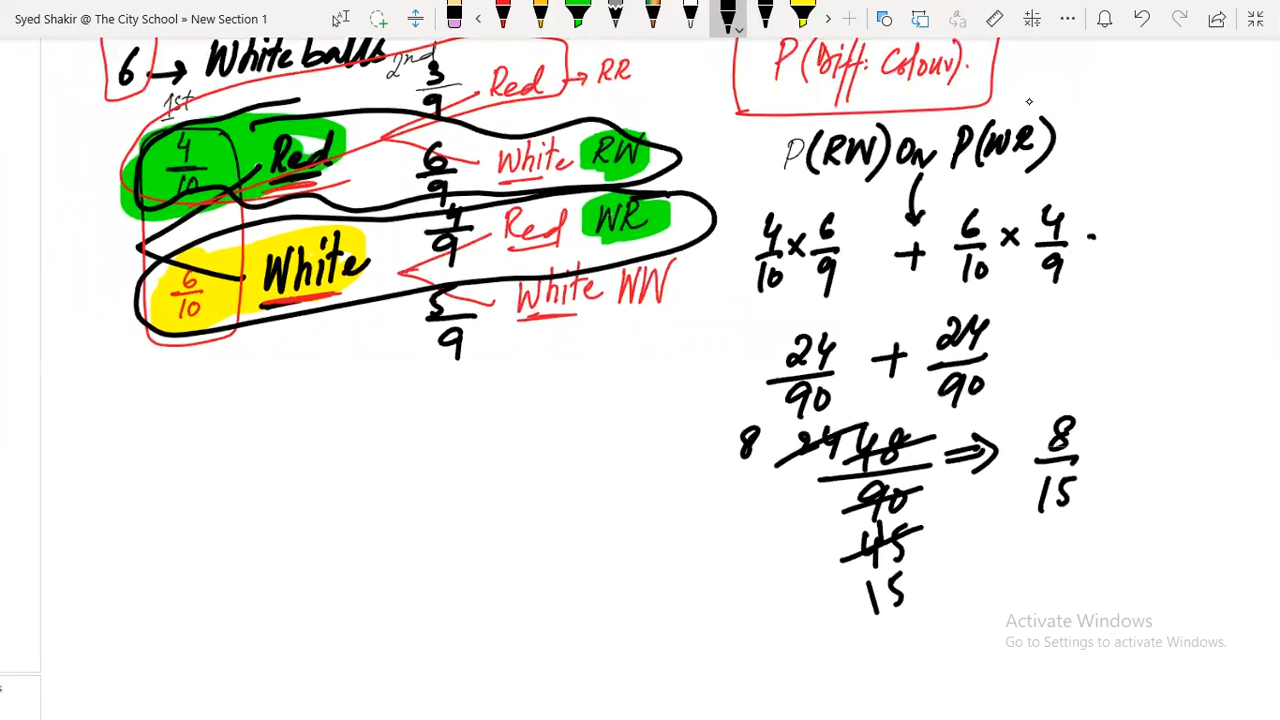 Syed Shakir @ The City School » New Section 1
6 → White balls
2nd
P(Diff: Colour).
1st
3/9
Red → RR
4/10 Red
6/9
White RW
P(RW) OR P(WR)
4/9
Red WR
4/10 × 6/9 + 6/10 × 4/9
6/10 White
White WW
5/9
24/90 + 24/90
8 24 48/90 ⇒ 8/15
45
15
Activate Windows
Go to Settings to activate Windows.